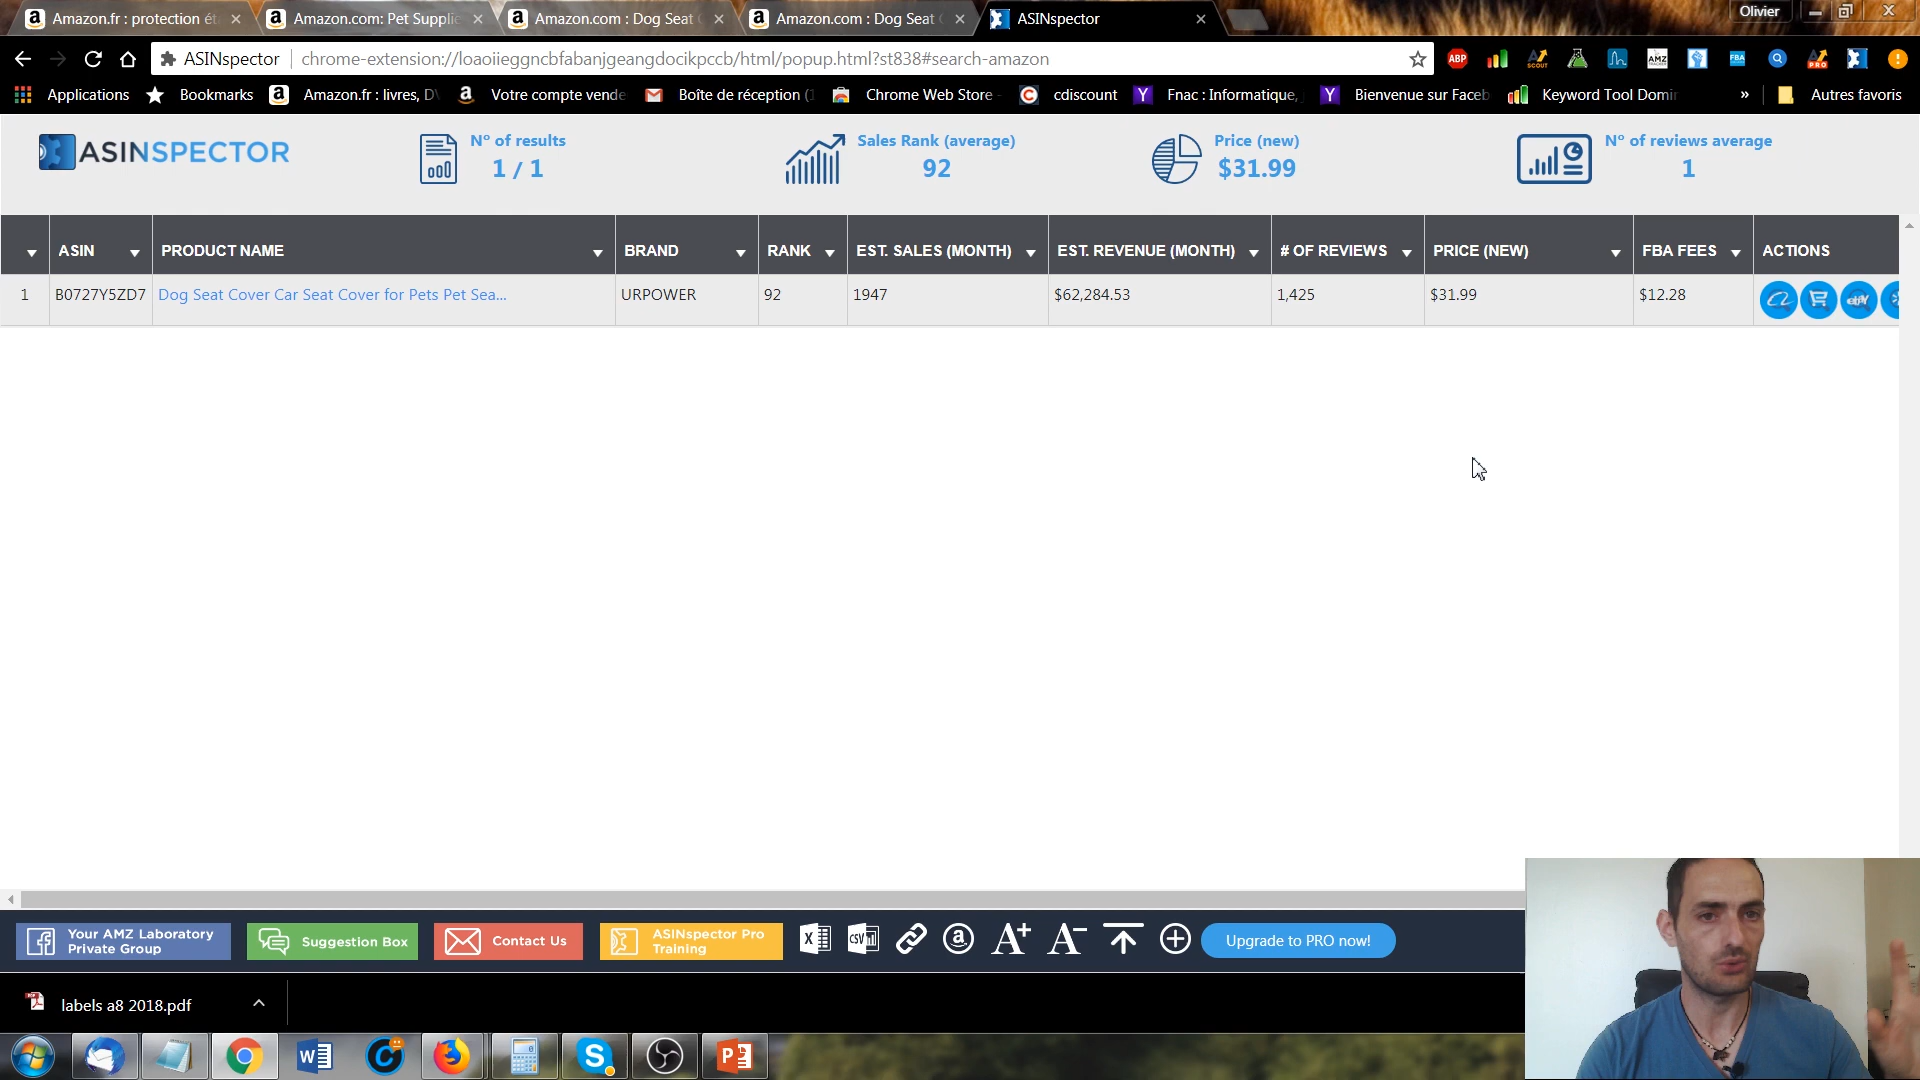 Amazon.fr : protection ét
Amazon.com: Pet Supplie
Amazon.com : Dog Seat
Amazon.com : Dog Seat
ASINspector
Olivier
ASINspector
chrome-extension://loaoiieggncbfabanjgeangdocikpccb/html/popup.html?st838#search-amazon
Applications
Bookmarks
Amazon.fr : livres, D
Votre compte vende
Boîte de réception (
Chrome Web Store
cdiscount
Fnac : Informatique,
Bienvenue sur Faceb
Keyword Tool Domi
»
Autres favoris
ASINSPECTOR
N° of results
1 / 1
Sales Rank (average)
92
Price (new)
$31.99
N° of reviews average
1
ASIN
PRODUCT NAME
BRAND
RANK
EST. SALES (MONTH)
EST. REVENUE (MONTH)
# OF REVIEWS
PRICE (NEW)
FBA FEES
ACTIONS
1
B0727Y5ZD7
Dog Seat Cover Car Seat Cover for Pets Pet Sea...
URPOWER
92
1947
$62,284.53
1,425
$31.99
$12.28
Your AMZ Laboratory
Private Group
Suggestion Box
Contact Us
ASINspector Pro
Training
Upgrade to PRO now!
labels a8 2018.pdf